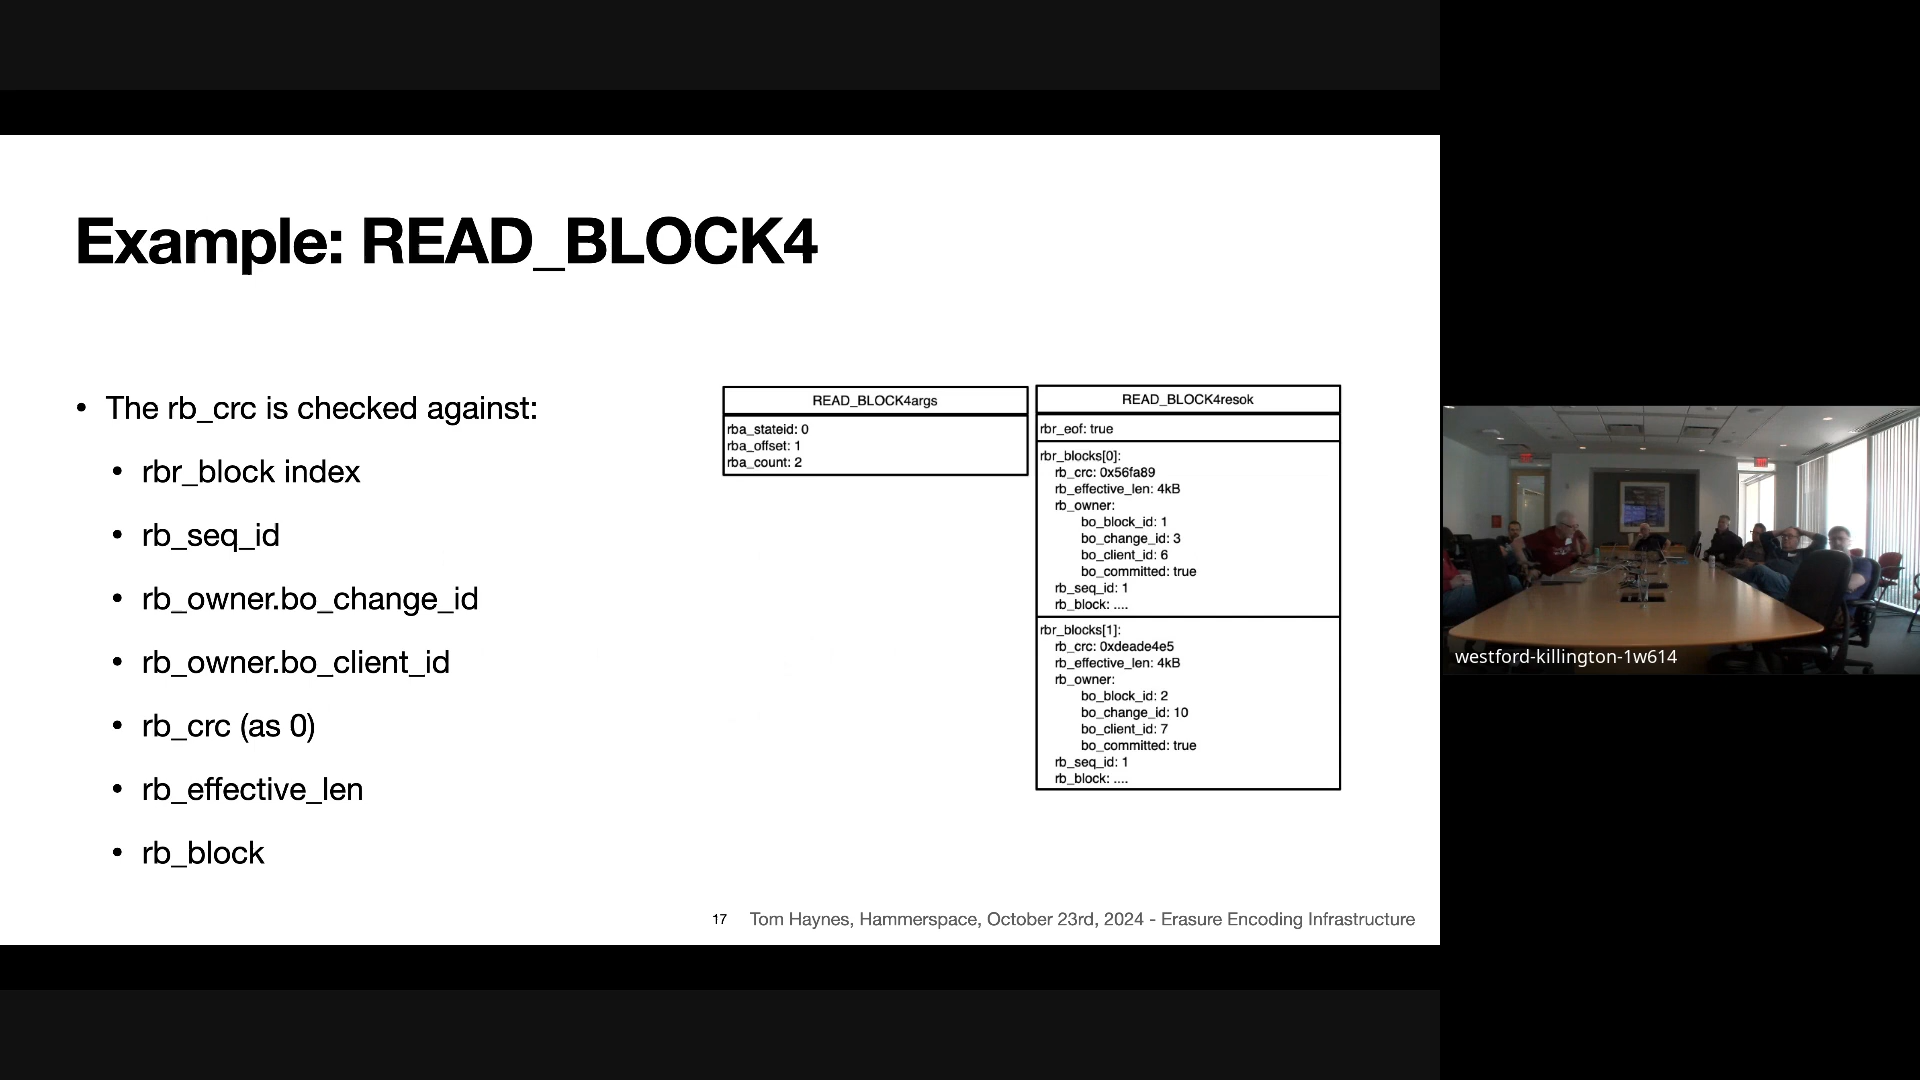 Example: READ_BLOCK4
• The rb_crc is checked against:
• rbr_block index
• rb_seq_id
• rb_owner.bo_change_id
• rb_owner.bo_client_id
• rb_crc (as 0)
• rb_effective_len
• rb_block
READ_BLOCK4args
rba_stateid: 0
rba_offset: 1
rba_count: 2
READ_BLOCK4resok
rbr_eof: true
rbr_blocks[0]:
rb_crc: 0x56fa89
rb_effective_len: 4kB
rb_owner:
bo_block_id: 1
bo_change_id: 3
bo_client_id: 6
bo_committed: true
rb_seq_id: 1
rb_block: ....
rbr_blocks[1]:
rb_crc: 0xdeade4e5
rb_effective_len: 4kB
rb_owner:
bo_block_id: 2
bo_change_id: 10
bo_client_id: 7
bo_committed: true
rb_seq_id: 1
rb_block: ....
17 Tom Haynes, Hammerspace, October 23rd, 2024 - Erasure Encoding Infrastructure
westford-killington-1w614